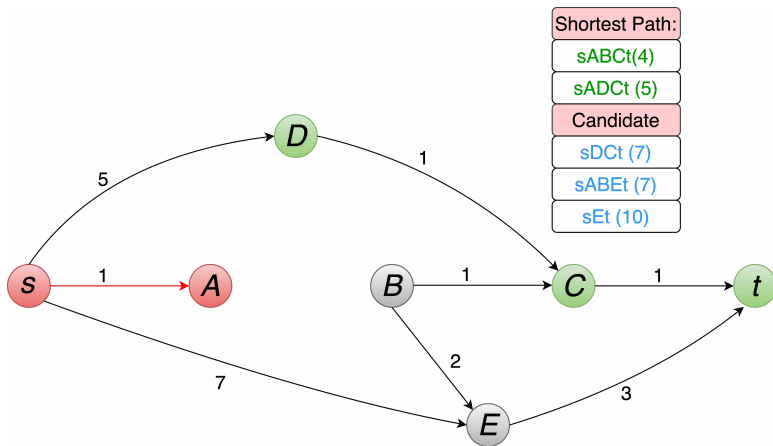 Shortest Path:
sABCt(4)
sADCt (5)
Candidate
sDCt (7)
sABEt (7)
sEt (10)
D
1
5
s
1
A
B
1
C
1
t
2
7
3
E